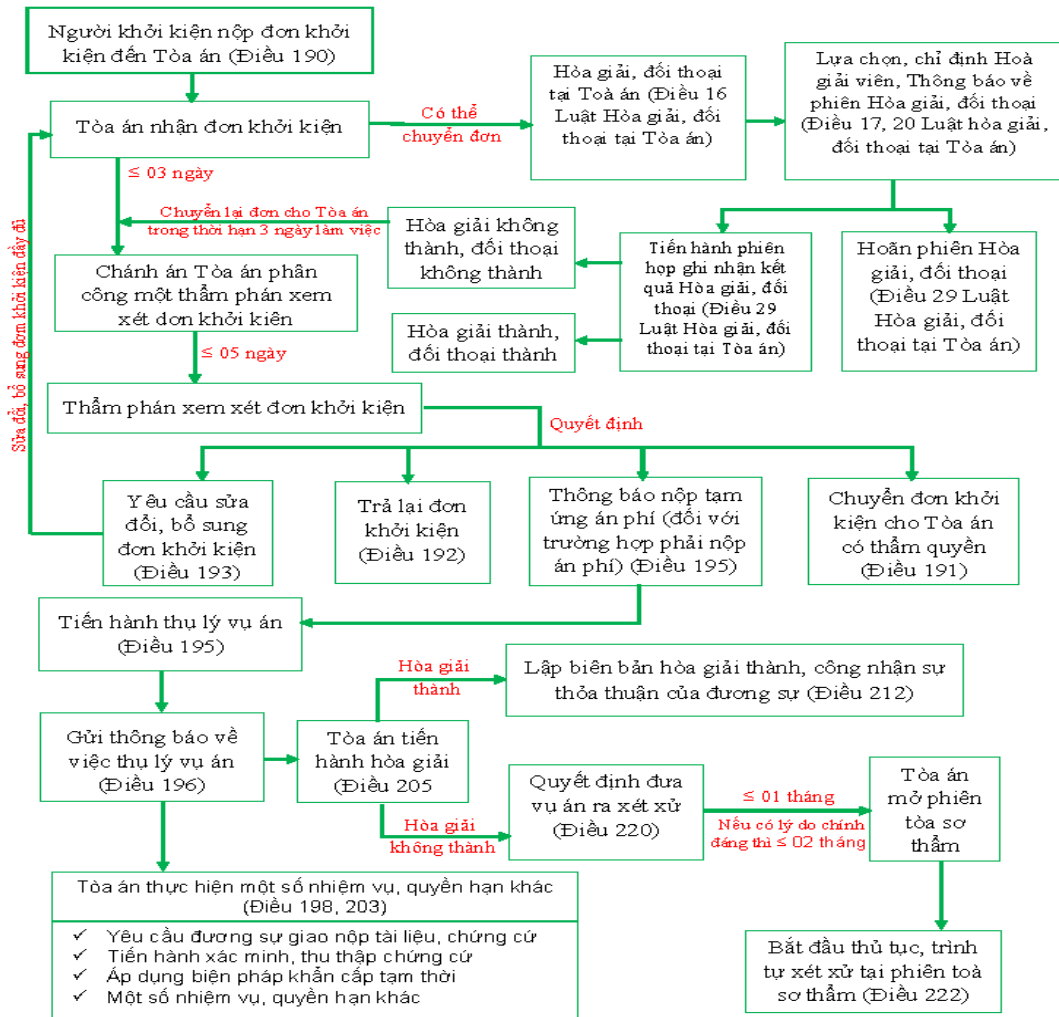 Người khởi kiện nộp đơn khởi
kiện đến Tòa án (Điều 190)
Tòa án nhận đơn khởi kiện
Có thể
chuyển đơn
Hòa giải, đối thoại
tại Toà án (Điều 16
Luật Hòa giải, đối
thoại tại Tòa án)
Lựa chọn, chỉ định Hoà
giải viên, Thông báo về
phiên Hòa giải, đối thoại
(Điều 17, 20 Luật hòa giải,
đối thoại tại Tòa án)
≤ 03 ngày
Chuyển lại đơn cho Tòa án
trong thời hạn 3 ngày làm việc
Hòa giải không
thành, đối thoại
không thành
Tiến hành phiên
họp ghi nhận kết
quả Hòa giải, đối
thoại (Điều 29
Luật Hòa giải, đối
thoại tại Tòa án)
Hoãn phiên Hòa
giải, đối thoại
(Điều 29 Luật
Hòa giải, đối
thoại tại Tòa án)
Chánh án Tòa án phân
công một thẩm phán xem
xét dơn khởi kiên
Hòa giải thành,
đối thoại thành
≤ 05 ngày
Sửa đổi, bổ sung đơn khởi kiện đầy đủ
Thẩm phán xem xét đơn khởi kiện
Quyết định
Yêu cầu sửa
đổi, bổ sung
đơn khởi kiện
(Điều 193)
Trả lại đơn
khởi kiện
(Điều 192)
Thông báo nộp tạm
ứng án phí (đối với
trường hợp phải nộp
án phí) (Điều 195)
Chuyển đơn khởi
kiện cho Tòa án
có thẩm quyền
(Điều 191)
Tiến hành thụ lý vụ án
(Điều 195)
Hòa giải
thành
Lập biên bản hòa giải thành, công nhận sự
thỏa thuận của đương sự (Điều 212)
Gửi thông báo về
việc thụ lý vụ án
(Điều 196)
Tòa án tiến
hành hòa giải
(Điều 205
Hòa giải
không thành
Quyết định đưa
vụ án ra xét xử
(Điều 220)
≤ 01 tháng
Nếu có lý do chính
đáng thì ≤ 02 tháng
Tòa án
mở phiên
tòa sơ
thẩm
Tòa án thực hiện một số nhiệm vụ, quyền hạn khác
(Điều 198, 203)
✓ Yêu cầu đương sự giao nộp tài liệu, chứng cứ
✓ Tiến hành xác minh, thu thập chứng cứ
✓ Áp dụng biện pháp khẩn cấp tạm thời
✓ Một số nhiệm vụ, quyền hạn khác
Bắt đầu thủ tục, trình
tự xét xử tại phiên toà
sơ thẩm (Điều 222)